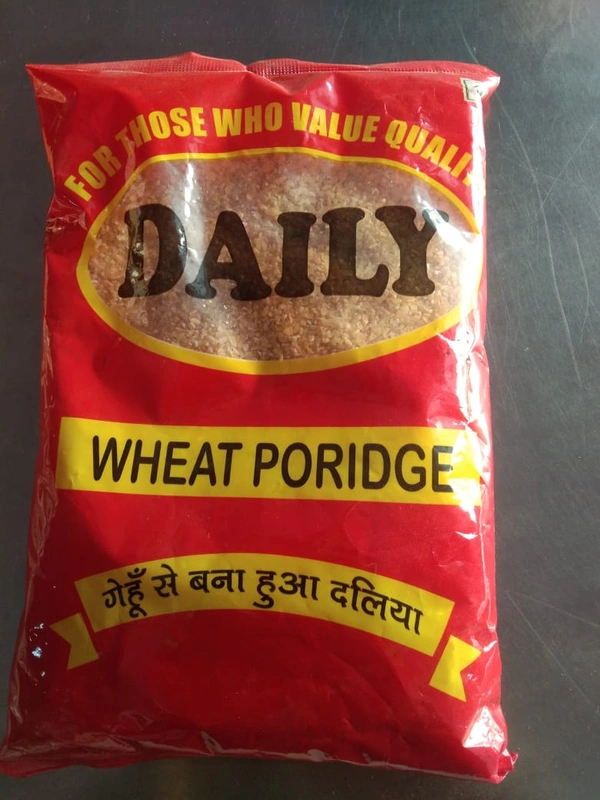 FOR THOSE WHO VALUE QUALI
DAILY
WHEAT PORIDGE
गेहूँ से बना हुआ दलिया